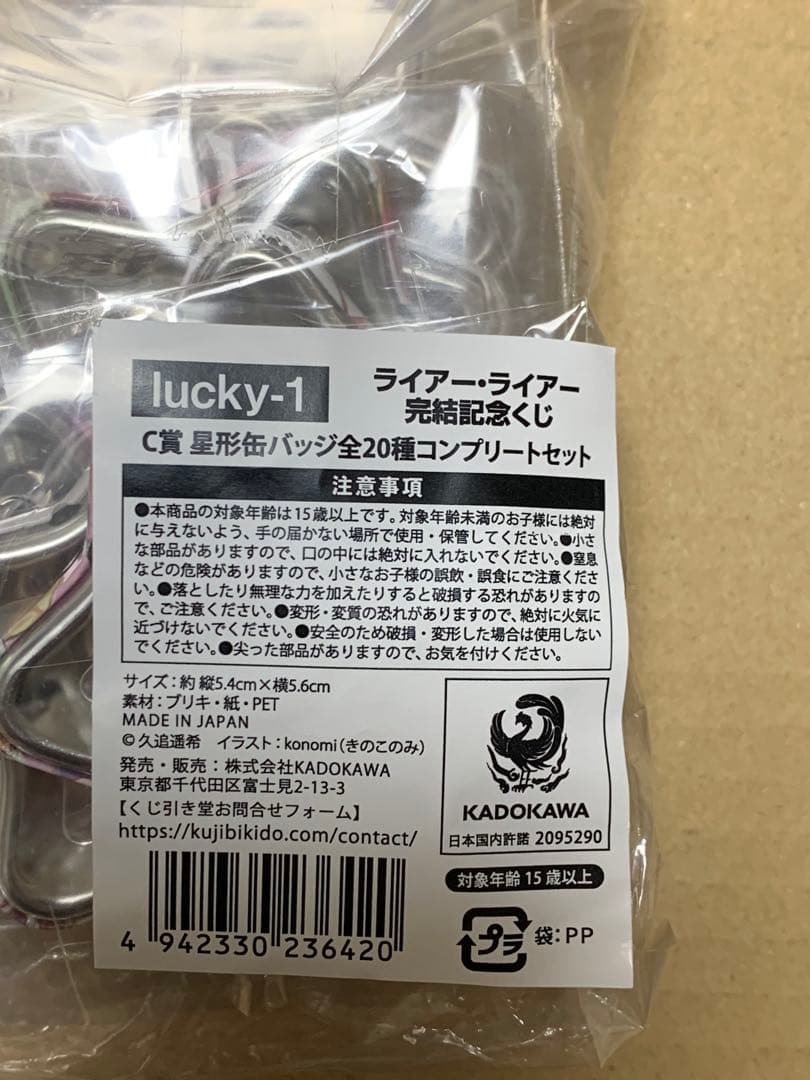 lucky-1
ライアー・ライアー
完結記念くじ
C賞 星形缶バッジ全20種コンプリートセット
注意事項
●本商品の対象年齢は15歳以上です。対象年齢未満のお子様には絶対
に与えないよう、手の届かない場所で使用・保管してください。●小さ
な部品がありますので、口の中には絶対に入れないでください。●窒息
などの危険がありますので、小さなお子様の誤飲・誤食にご注意くださ
い。●落としたり無理な力を加えたりすると破損する恐れがありますの
で、ご注意ください。●変形・変質の恐れがありますので、絶対に火気に
近づけないでください。●安全のため破損・変形した場合は使用しない
でください。●尖った部品がありますので、お気を付けください。
サイズ：約 縦5.4cm×横5.6cm
素材：ブリキ・紙・PET
MADE IN JAPAN
©久追遥希　イラスト：konomi（きのこのみ）
発売・販売：株式会社KADOKAWA
東京都千代田区富士見2-13-3
【くじ引き堂お問合せフォーム】
https://kujibikido.com/contact/
KADOKAWA
日本国内許諾 2095290
対象年齢15歳以上
4 942330 236420
プラ
袋：PP